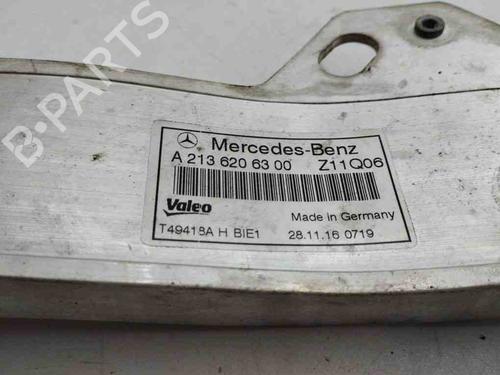 B-PARTS
Mercedes-Benz
A 213 620 63 00 Z11Q06
Valeo
Made in Germany
T49418A H BIE1 28.11.16 0719